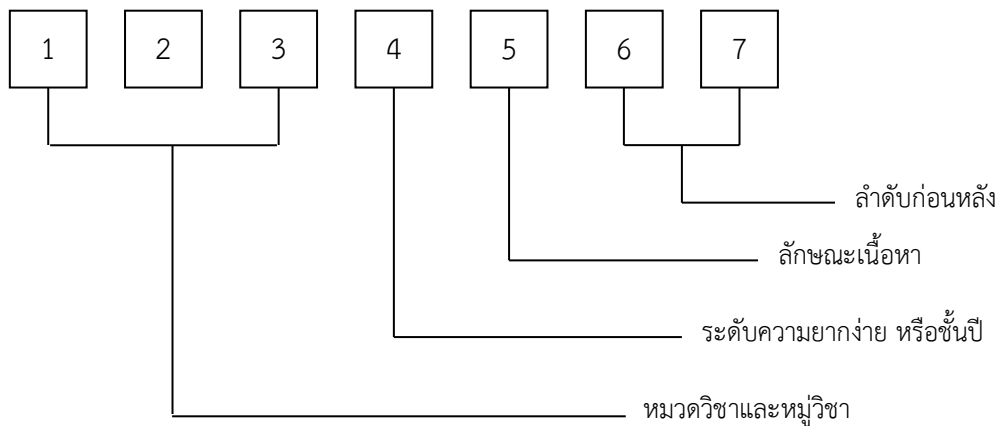 1 2 3 4 5 6 7
ลำดับก่อนหลัง
ลักษณะเนื้อหา
ระดับความยากง่าย หรือชั้นปี
หมวดวิชาและหมู่วิชา